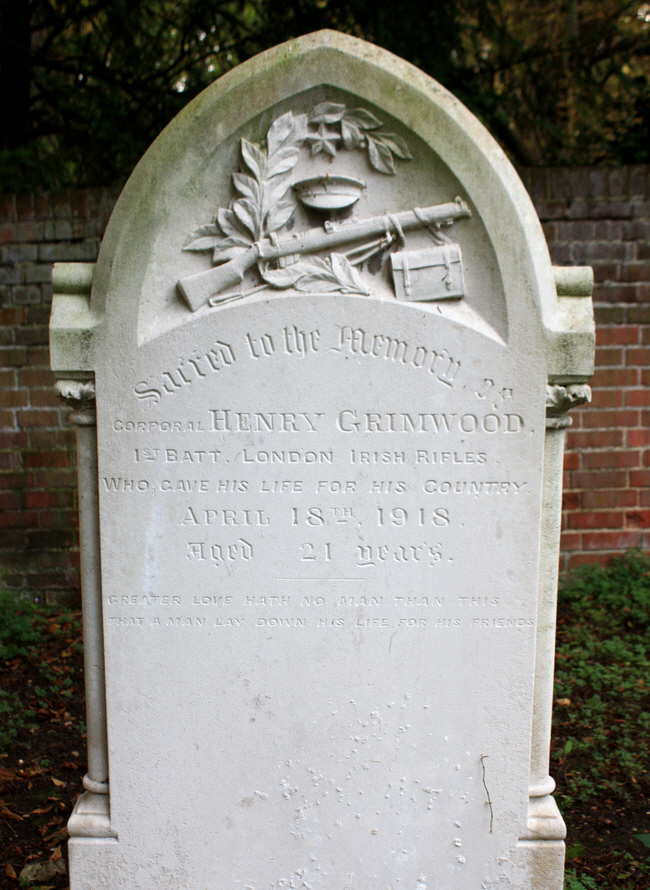 Sacred to the Memory of
CORPORAL HENRY GRIMWOOD.
1ST BATT. LONDON IRISH RIFLES.
WHO GAVE HIS LIFE FOR HIS COUNTRY.
APRIL 18TH 1918.
Aged 21 years.
GREATER LOVE HATH NO MAN THAN THIS,
THAT A MAN LAY DOWN HIS LIFE FOR HIS FRIENDS